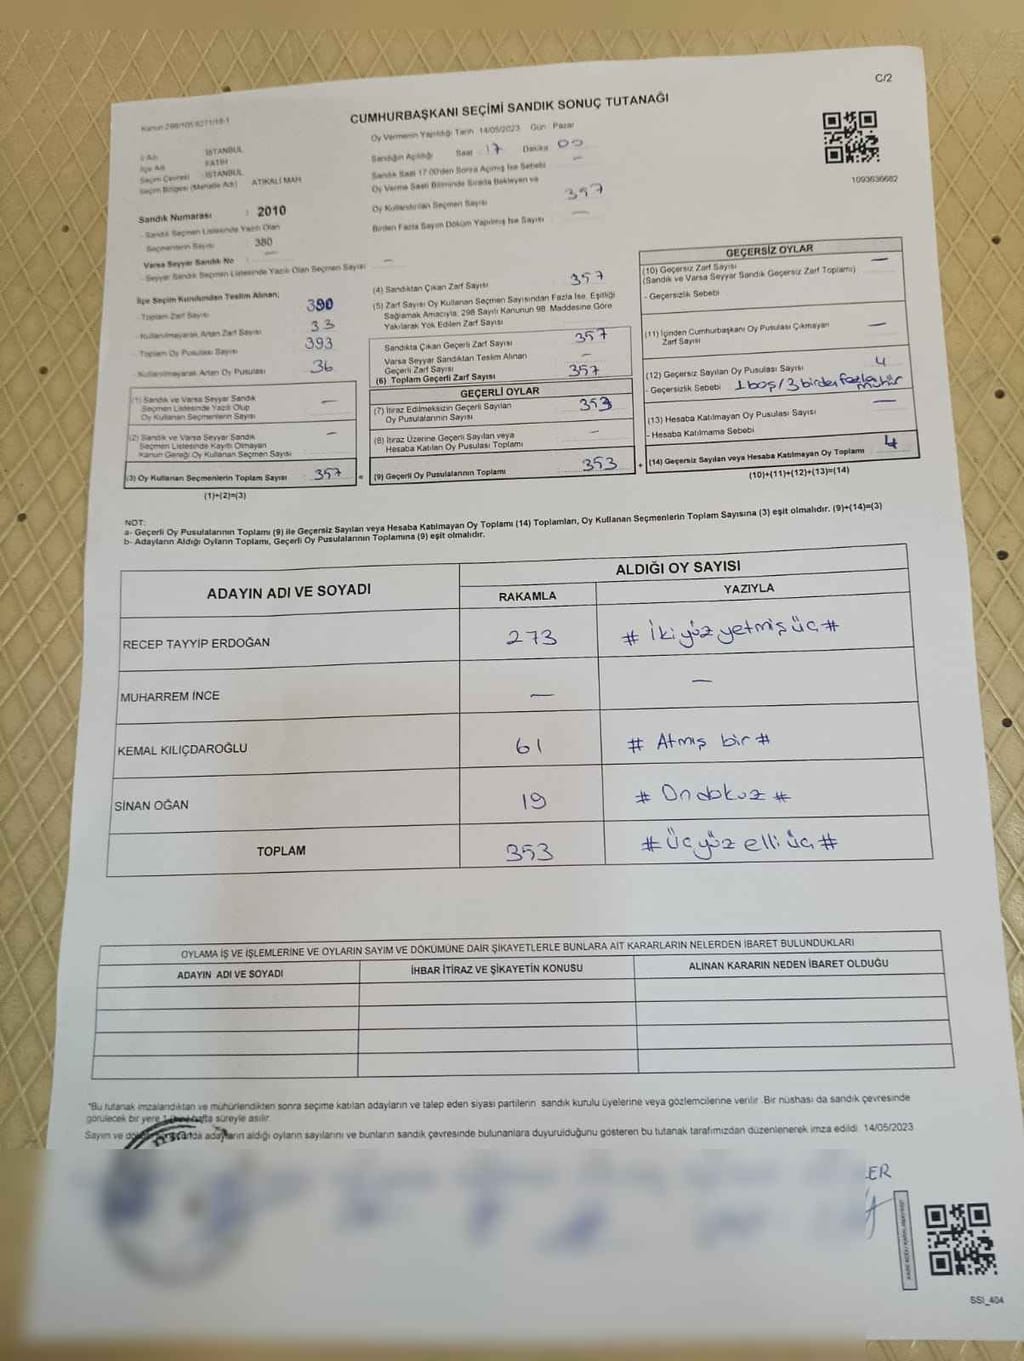 C/2
CUMHURBAŞKANI SEÇİMİ SANDIK SONUÇ TUTANAĞI
Oy Vermenin Yapıldığı Tarih 14/05/2023 Gün Pazar
İli Adı İSTANBUL
İlçe Adı FATİH
Seçim Çevresi İSTANBUL
Seçim Bölgesi (Mahalle Adı) ATİKALİ MAH
Sandığın Açıldığı Saat 17 Dakika 00
Sandık Saat 17:00'den Sonra Açılmış İse Sebebi —
Oy Verme Saati Bitiminde Sırada Bekleyen ve
Oy Kullandırılan Seçmen Sayısı 357
Birden Fazla Sayım Döküm Yapılmış İse Sayısı —
1093636682
Sandık Numarası : 2010
- Sandık Seçmen Listesinde Yazılı Olan
Seçmenlerin Sayısı 380
Varsa Seyyar Sandık No —
- Seyyar Sandık Seçmen Listesinde Yazılı Olan Seçmen Sayısı —
İlçe Seçim Kurulundan Teslim Alınan;
- Toplam Zarf Sayısı 390
- Kullanılmayarak Artan Zarf Sayısı 33
- Toplam Oy Pusulası Sayısı 393
- Kullanılmayarak Artan Oy Pusulası 36
(1) Sandık ve Varsa Seyyar Sandık
Seçmen Listesinde Yazılı Olup
Oy Kullanan Seçmenlerin Sayısı —
(2) Sandık ve Varsa Seyyar Sandık
Seçmen Listesinde Kayıtlı Olmayan
Kanun Gereği Oy Kullanan Seçmen Sayısı —
(3) Oy Kullanan Seçmenlerin Toplam Sayısı 357
(1)+(2)=(3)
(4) Sandıktan Çıkan Zarf Sayısı 357
(5) Zarf Sayısı Oy Kullanan Seçmen Sayısından Fazla İse, Eşitliği
Sağlamak Amacıyla, 298 Sayılı Kanunun 98. Maddesine Göre
Yakılarak Yok Edilen Zarf Sayısı
Sandıkta Çıkan Geçerli Zarf Sayısı 357
Varsa Seyyar Sandıktan Teslim Alınan
Geçerli Zarf Sayısı —
(6) Toplam Geçerli Zarf Sayısı 357
GEÇERLİ OYLAR
(7) İtiraz Edilmeksizin Geçerli Sayılan
Oy Pusulalarının Sayısı 353
(8) İtiraz Üzerine Geçerli Sayılan veya
Hesaba Katılan Oy Pusulası Toplamı —
= (9) Geçerli Oy Pusulalarının Toplamı 353
GEÇERSİZ OYLAR
(10) Geçersiz Zarf Sayısı —
(Sandık ve Varsa Seyyar Sandık Geçersiz Zarf Toplamı)
- Geçersizlik Sebebi
(11) İçinden Cumhurbaşkanı Oy Pusulası Çıkmayan
Zarf Sayısı —
(12) Geçersiz Sayılan Oy Pusulası Sayısı 4
- Geçersizlik Sebebi 1 boş / 3 birden fazla mühür
(13) Hesaba Katılmayan Oy Pusulası Sayısı —
- Hesaba Katılmama Sebebi
+ (14) Geçersiz Sayılan veya Hesaba Katılmayan Oy Toplamı 4
(10)+(11)+(12)+(13)=(14)
NOT:
a- Geçerli Oy Pusulalarının Toplamı (9) ile Geçersiz Sayılan veya Hesaba Katılmayan Oy Toplamı (14) Toplamları, Oy Kullanan Seçmenlerin Toplam Sayısına (3) eşit olmalıdır. (9)+(14)=(3)
b- Adayların Aldığı Oyların Toplamı, Geçerli Oy Pusulalarının Toplamına (9) eşit olmalıdır.
ADAYIN ADI VE SOYADI ALDIĞI OY SAYISI
RAKAMLA YAZIYLA
RECEP TAYYİP ERDOĞAN 273 # İkiyüz yetmiş üç #
MUHARREM İNCE — —
KEMAL KILIÇDAROĞLU 61 # Atmış bir #
SİNAN OĞAN 19 # Ondokuz #
TOPLAM 353 # Üçyüz elli üç #
OYLAMA İŞ VE İŞLEMLERİNE VE OYLARIN SAYIM VE DÖKÜMÜNE DAİR ŞİKAYETLERLE BUNLARA AİT KARARLARIN NELERDEN İBARET BULUNDUKLARI
ADAYIN ADI VE SOYADI İHBAR İTİRAZ VE ŞİKAYETİN KONUSU ALINAN KARARIN NEDEN İBARET OLDUĞU
*Bu tutanak imzalandıktan ve mühürlendikten sonra seçime katılan adayların ve talep eden siyasi partilerin sandık kurulu üyelerine veya gözlemcilerine verilir. Bir nüshası da sandık çevresinde
görülecek bir yere 1 hafta süreyle asılır.
Sayım ve adayların aldığı oyların sayılarını ve bunların sandık çevresinde bulunanlara duyurulduğunu gösteren bu tutanak tarafımızdan düzenlenerek imza edildi. 14/05/2023
LER
SSI_404